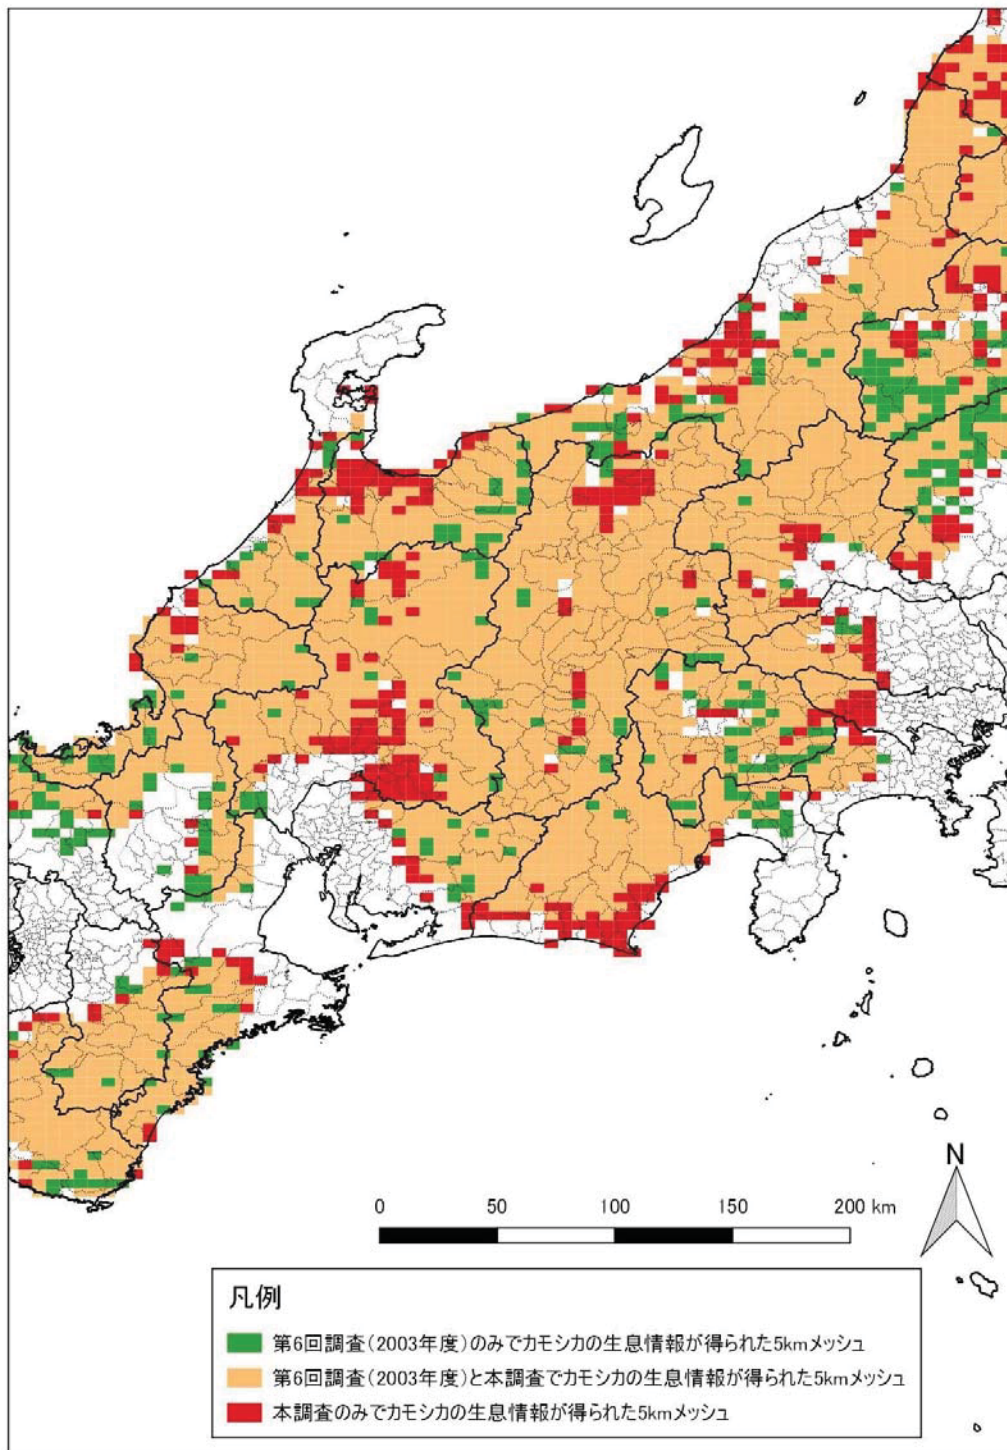 N
0 50 100 150 200 km
凡例
第6回調査(2003年度)のみでカモシカの生息情報が得られた5kmメッシュ
第6回調査(2003年度)と本調査でカモシカの生息情報が得られた5kmメッシュ
本調査のみでカモシカの生息情報が得られた5kmメッシュ